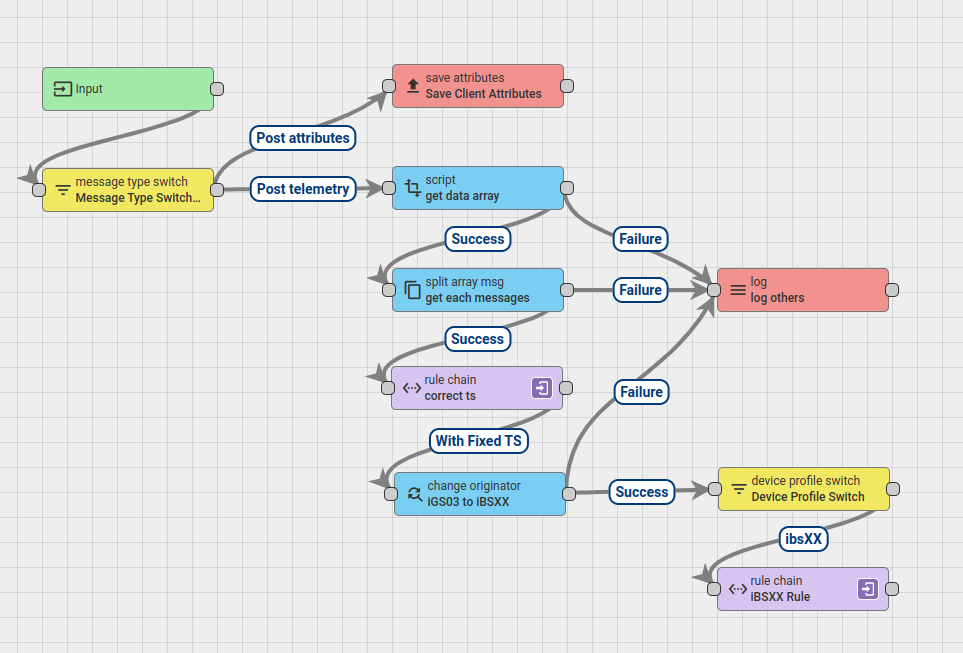 Input
save attributes
Save Client Attributes
Post attributes
message type switch
Message Type Switch...
Post telemetry
script
get data array
Success
Failure
split array msg
get each messages
Failure
log
log others
Success
rule chain
correct ts
Failure
With Fixed TS
change originator
iGS03 to iBSXX
Success
device profile switch
Device Profile Switch
ibsXX
rule chain
iBSXX Rule